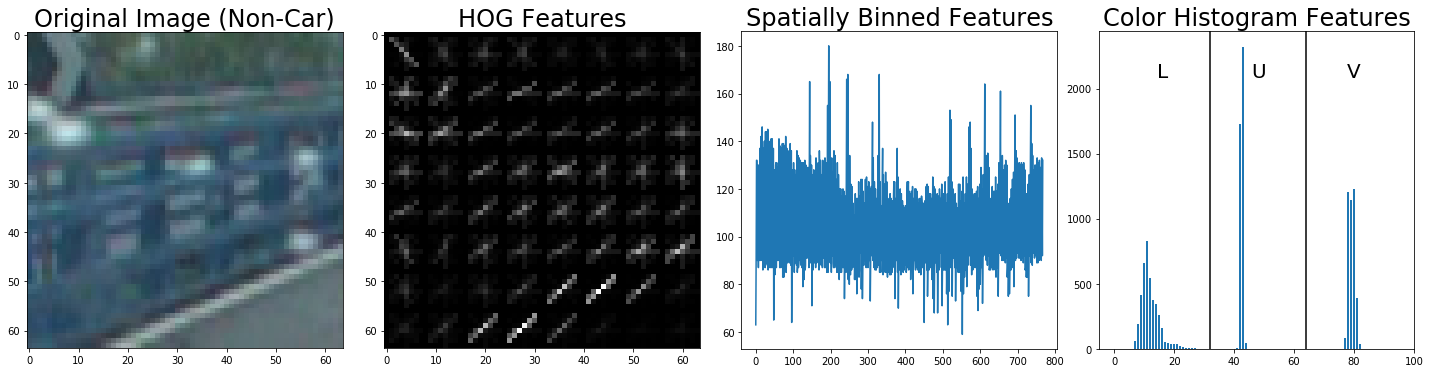 Original Image (Non-Car)
0
10
20
30
40
50
60
0 10 20 30 40 50 60
HOG Features
0
10
20
30
40
50
60
0 10 20 30 40 50 60
Spatially Binned Features
180
160
140
120
100
80
60
0 100 200 300 400 500 600 700 800
Color Histogram Features
L U V
2000
1500
1000
500
0
0 20 40 60 80 100